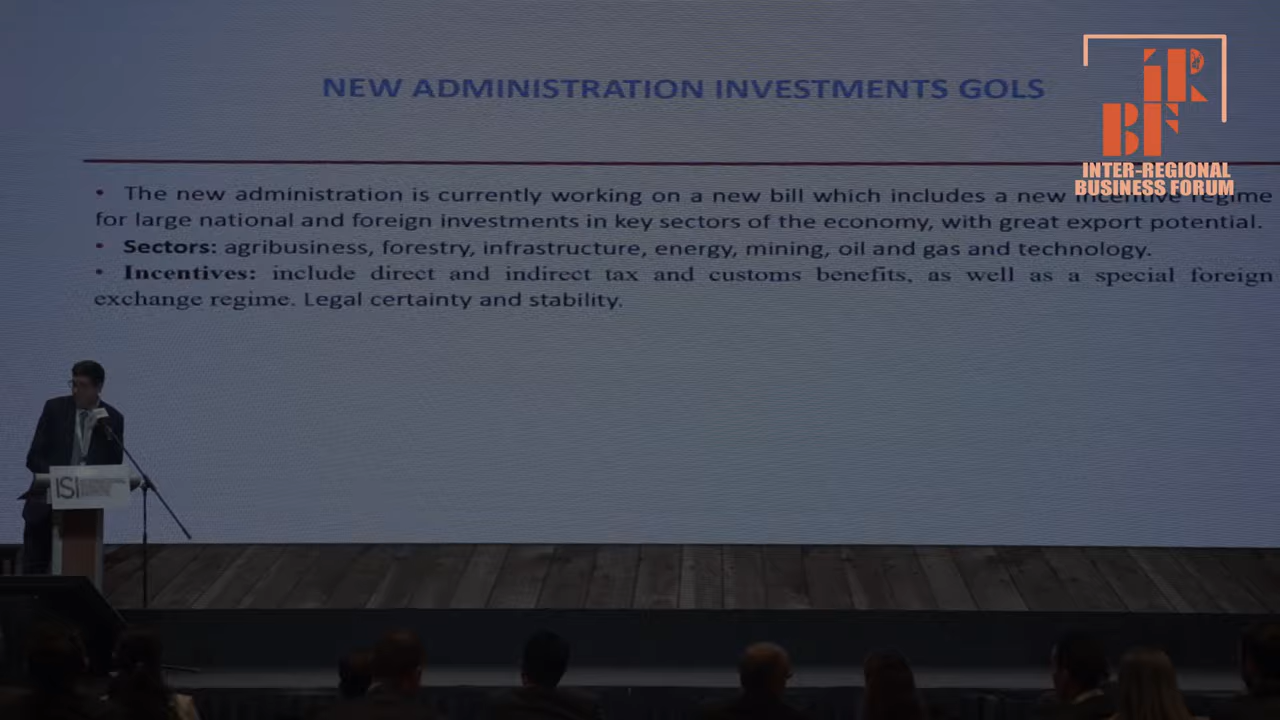 NEW ADMINISTRATION INVESTMENTS GOLS
iR
BF
INTER-REGIONAL
BUSINESS FORUM
• The new administration is currently working on a new bill which includes a new incentive regime
for large national and foreign investments in key sectors of the economy, with great export potential.
• Sectors: agribusiness, forestry, infrastructure, energy, mining, oil and gas and technology.
• Incentives: include direct and indirect tax and customs benefits, as well as a special foreign
exchange regime. Legal certainty and stability.
ISI